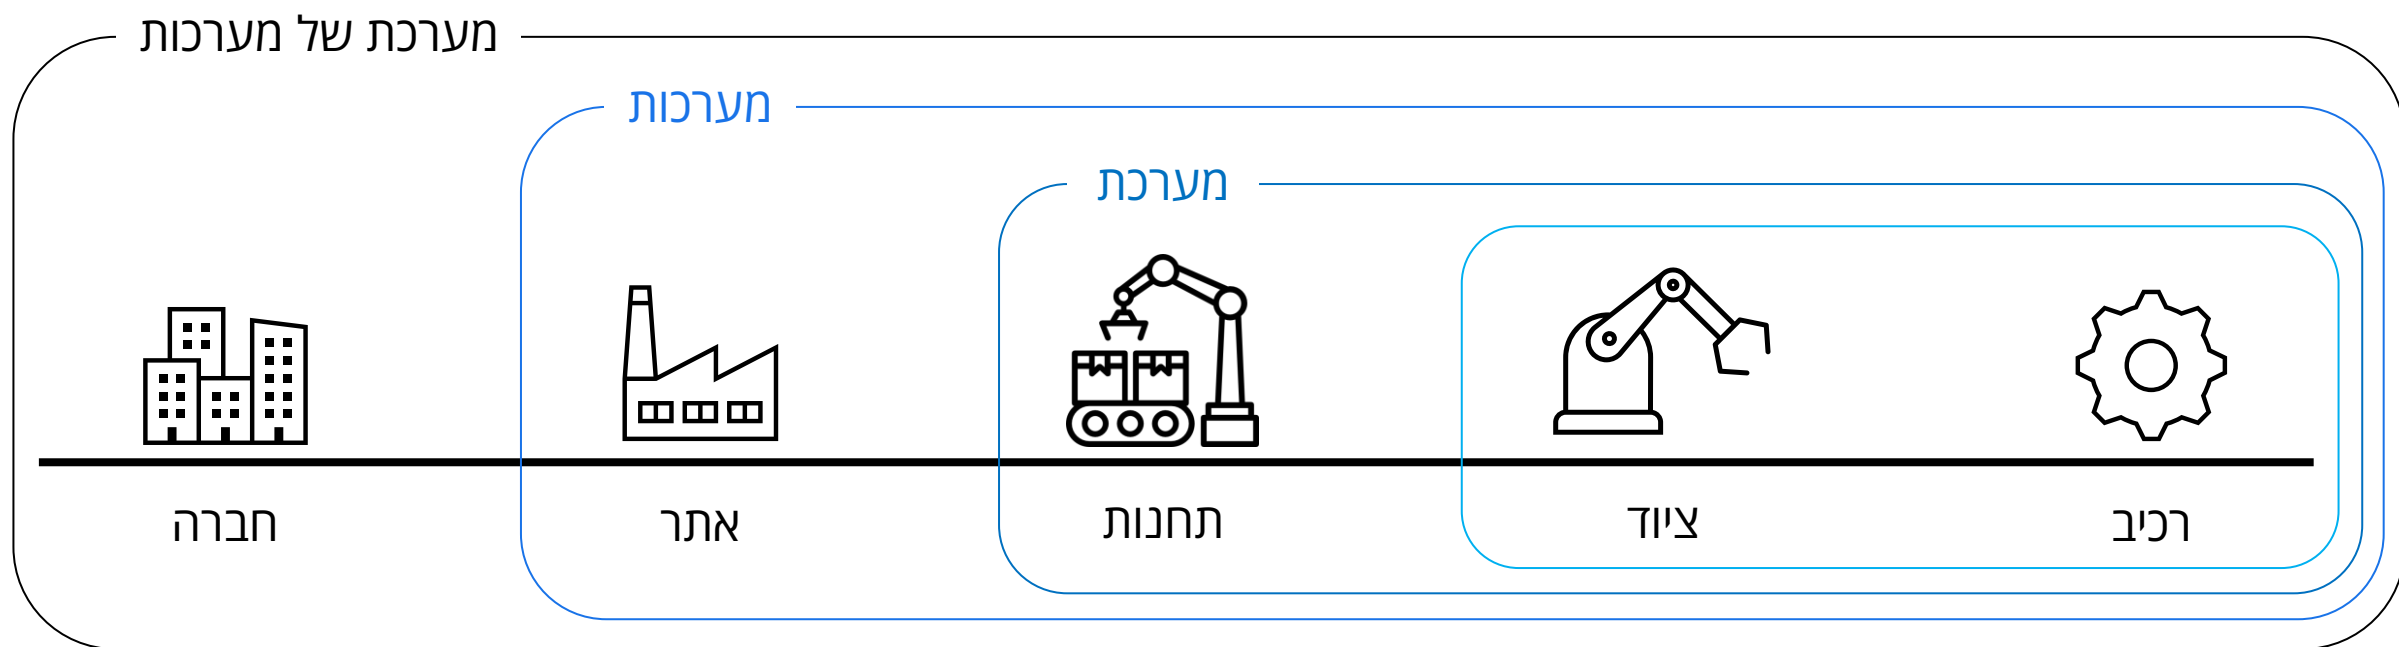 מערכת של מערכות
מערכות
מערכת
רכיב
ציוד
תחנות
אתר
חברה